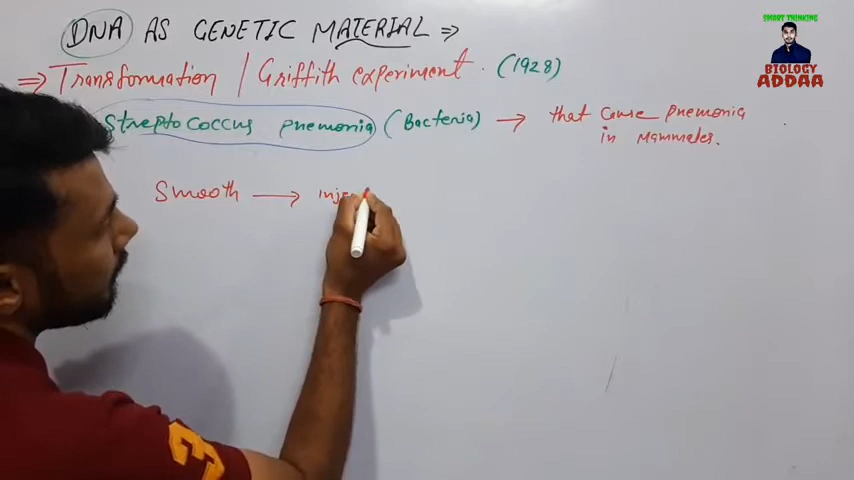 SMART THINKING
BIOLOGY
ADDAA
DNA AS GENETIC MATERIAL ⇒
⇒ Transformation / Griffith experiment. (1928)
Streptococcus pnemonia (Bacteria) → that cause pnemonia
in mammales.
Smooth →